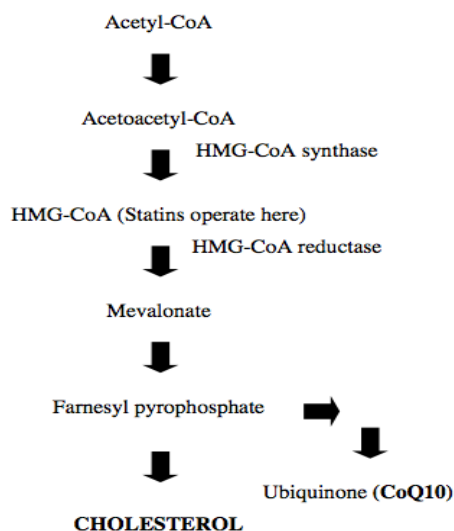 Acetyl-CoA
Acetoacetyl-CoA
HMG-CoA synthase
HMG-CoA (Statins operate here)
HMG-CoA reductase
Mevalonate
Farnesyl pyrophosphate
Ubiquinone (CoQ10)
CHOLESTEROL